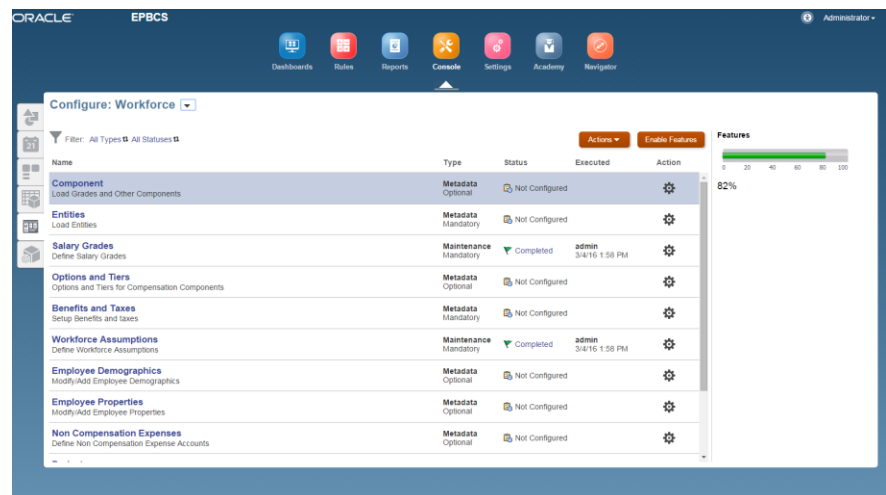 ORACLE EPBCS Administrator
Dashboards Rules Reports Console Settings Academy Navigator
Configure: Workforce
Filter: All Types All Statuses Actions Enable Features
Features
Name Type Status Executed Action
0 20 40 60 80 100
82%
Component Metadata Not Configured
Load Grades and Other Components Optional
Entities Metadata Not Configured
Load Entities Mandatory
Salary Grades Maintenance Completed admin
Define Salary Grades Mandatory 3/4/16 1:58 PM
Options and Tiers Metadata Not Configured
Options and Tiers for Compensation Components Optional
Benefits and Taxes Metadata Not Configured
Setup Benefits and taxes Mandatory
Workforce Assumptions Maintenance Completed admin
Define Workforce Assumptions Mandatory 3/4/16 1:58 PM
Employee Demographics Metadata Not Configured
Modify/Add Employee Demographics Optional
Employee Properties Metadata Not Configured
Modify/Add Employee Properties Optional
Non Compensation Expenses Metadata Not Configured
Define Non Compensation Expense Accounts Optional
21